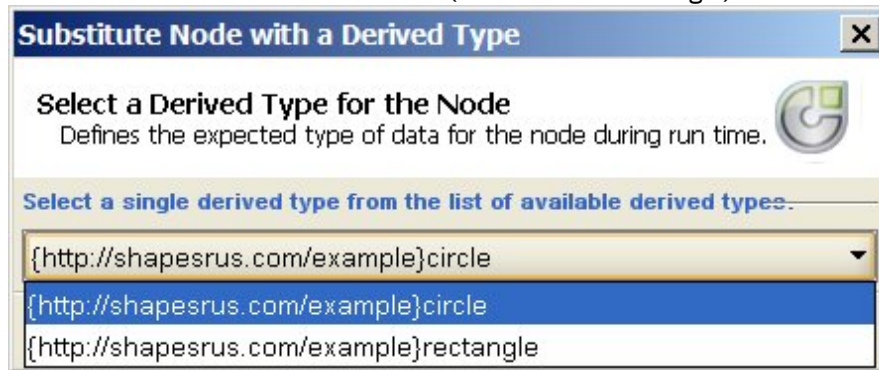 Substitute Node with a Derived Type
Select a Derived Type for the Node
Defines the expected type of data for the node during run time.
Select a single derived type from the list of available derived types.
{http://shapesrus.com/example}circle
{http://shapesrus.com/example}circle
{http://shapesrus.com/example}rectangle